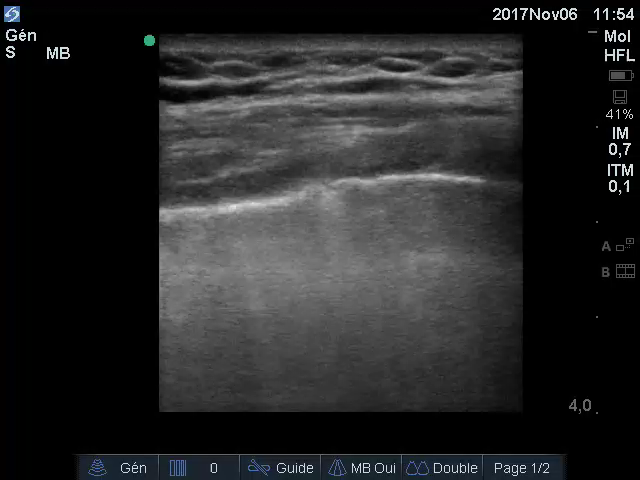 2017Nov06 11:54
Gén
S MB
Mol
HFL
41%
IM
0,7
ITM
0,1
A
B
4,0
Gén 0 Guide MB Oui Double Page 1/2